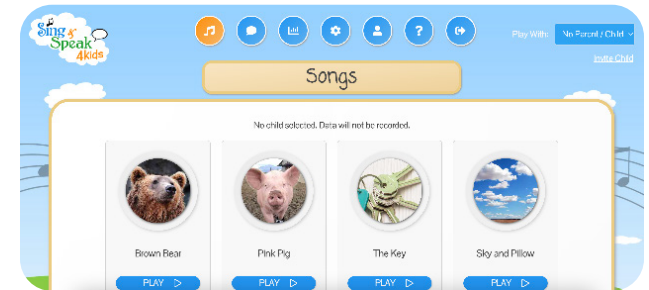 Sing &
Speak
4kids
?
Play With: No Parent / Child
Invite Child
Songs
No child selected. Data will not be recorded.
Brown Bear Pink Pig The Key Sky and Pillow
PLAY PLAY PLAY PLAY